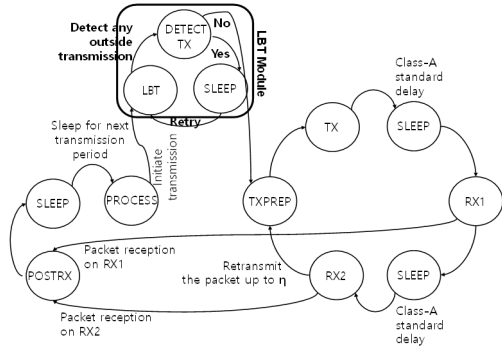 Detect any
outside
transmission
DETECT
TX
No
Yes
LBT
SLEEP
Retry
LBT Module
Class-A
standard
delay
TX
SLEEP
Sleep for next
transmission
period
Initiate
transmission
SLEEP
PROCESS
TXPREP
RX1
Packet reception
on RX1
Retransmit
the packet up to η
POSTRX
RX2
SLEEP
Packet reception
on RX2
Class-A
standard
delay